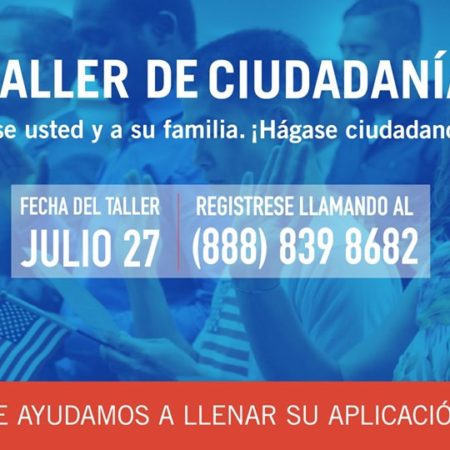 ALLER DE CIUDADANÍA
se usted y a su familia. ¡Hágase ciudadano
FECHA DEL TALLER
JULIO 27
REGISTRESE LLAMANDO AL
(888) 839 8682
E AYUDAMOS A LLENAR SU APLICACIÓ